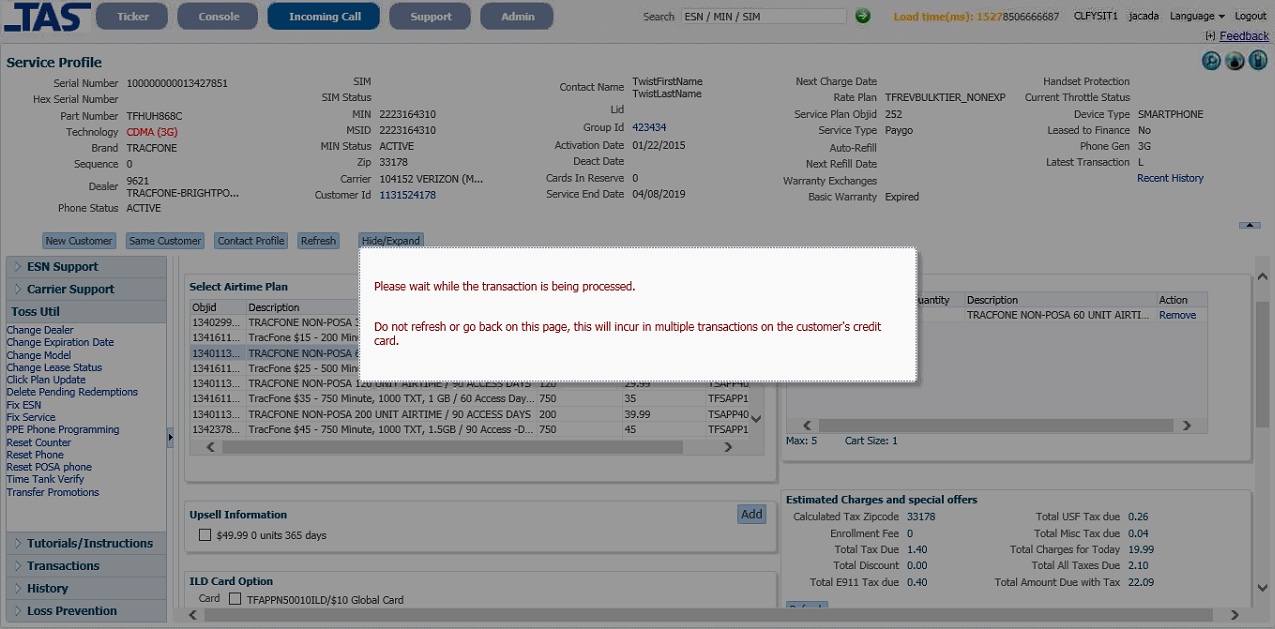 TAS
Ticker
Console
Incoming Call
Support
Admin
Search ESN / MIN / SIM
Load time(ms): 15278506666687
CLFYSIT1 jacada Language Logout
[+] Feedback
Service Profile
Serial Number 100000000013427851
Hex Serial Number
Part Number TFHUH868C
Technology CDMA (3G)
Brand TRACFONE
Sequence 0
Dealer 9621
TRACFONE-BRIGHTPO...
Phone Status ACTIVE
SIM
SIM Status
MIN 2223164310
MSID 2223164310
MIN Status ACTIVE
Zip 33178
Carrier 104152 VERIZON (M...
Customer Id 1131524178
Contact Name TwistFirstName
TwistLastName
Lid
Group Id 423434
Activation Date 01/22/2015
Deact Date
Cards In Reserve 0
Service End Date 04/08/2019
Next Charge Date
Rate Plan TFREVBULKTIER_NONEXP
Service Plan Objid 252
Service Type Paygo
Auto-Refill
Next Refill Date
Warranty Exchanges
Basic Warranty Expired
Handset Protection
Current Throttle Status
Device Type SMARTPHONE
Leased to Finance No
Phone Gen 3G
Latest Transaction L
Recent History
New Customer Same Customer Contact Profile Refresh Hide/Expand
ESN Support
Carrier Support
Toss Util
Change Dealer
Change Expiration Date
Change Model
Change Lease Status
Click Plan Update
Delete Pending Redemptions
Fix ESN
Fix Service
PPE Phone Programming
Reset Counter
Reset Phone
Reset POSA phone
Time Tank Verify
Transfer Promotions
Tutorials/Instructions
Transactions
History
Loss Prevention
Select Airtime Plan
Objid Description
1340299... TRACFONE NON-POSA 3
1341611... TracFone $15 - 200 Min
1340113... TRACFONE NON-POSA 6
1341611... TracFone $25 - 500 Min
1340113... TRACFONE NON-POSA 120 UNIT AIRTIME / 90 ACCESS DAYS 120 29.99 TSAPP40
1341611... TracFone $35 - 750 Minute, 1000 TXT, 1 GB / 60 Access Day... 750 35 TFSAPP1
1340113... TRACFONE NON-POSA 200 UNIT AIRTIME / 90 ACCESS DAYS 200 39.99 TSAPP40
1342378... TracFone $45 - 750 Minute, 1000 TXT, 1.5GB / 90 Access -D... 750 45 TFSAPP1
Please wait while the transaction is being processed.
Do not refresh or go back on this page, this will incur in multiple transactions on the customer's credit
card.
uantity Description Action
TRACFONE NON-POSA 60 UNIT AIRTI... Remove
Max: 5 Cart Size: 1
Upsell Information
Add
$49.99 0 units 365 days
ILD Card Option
Card TFAPPN50010ILD/$10 Global Card
Estimated Charges and special offers
Calculated Tax Zipcode 33178
Enrollment Fee 0
Total Tax Due 1.40
Total Discount 0.00
Total E911 Tax due 0.40
Total USF Tax due 0.26
Total Misc Tax due 0.04
Total Charges for Today 19.99
Total All Taxes Due 2.10
Total Amount Due with Tax 22.09